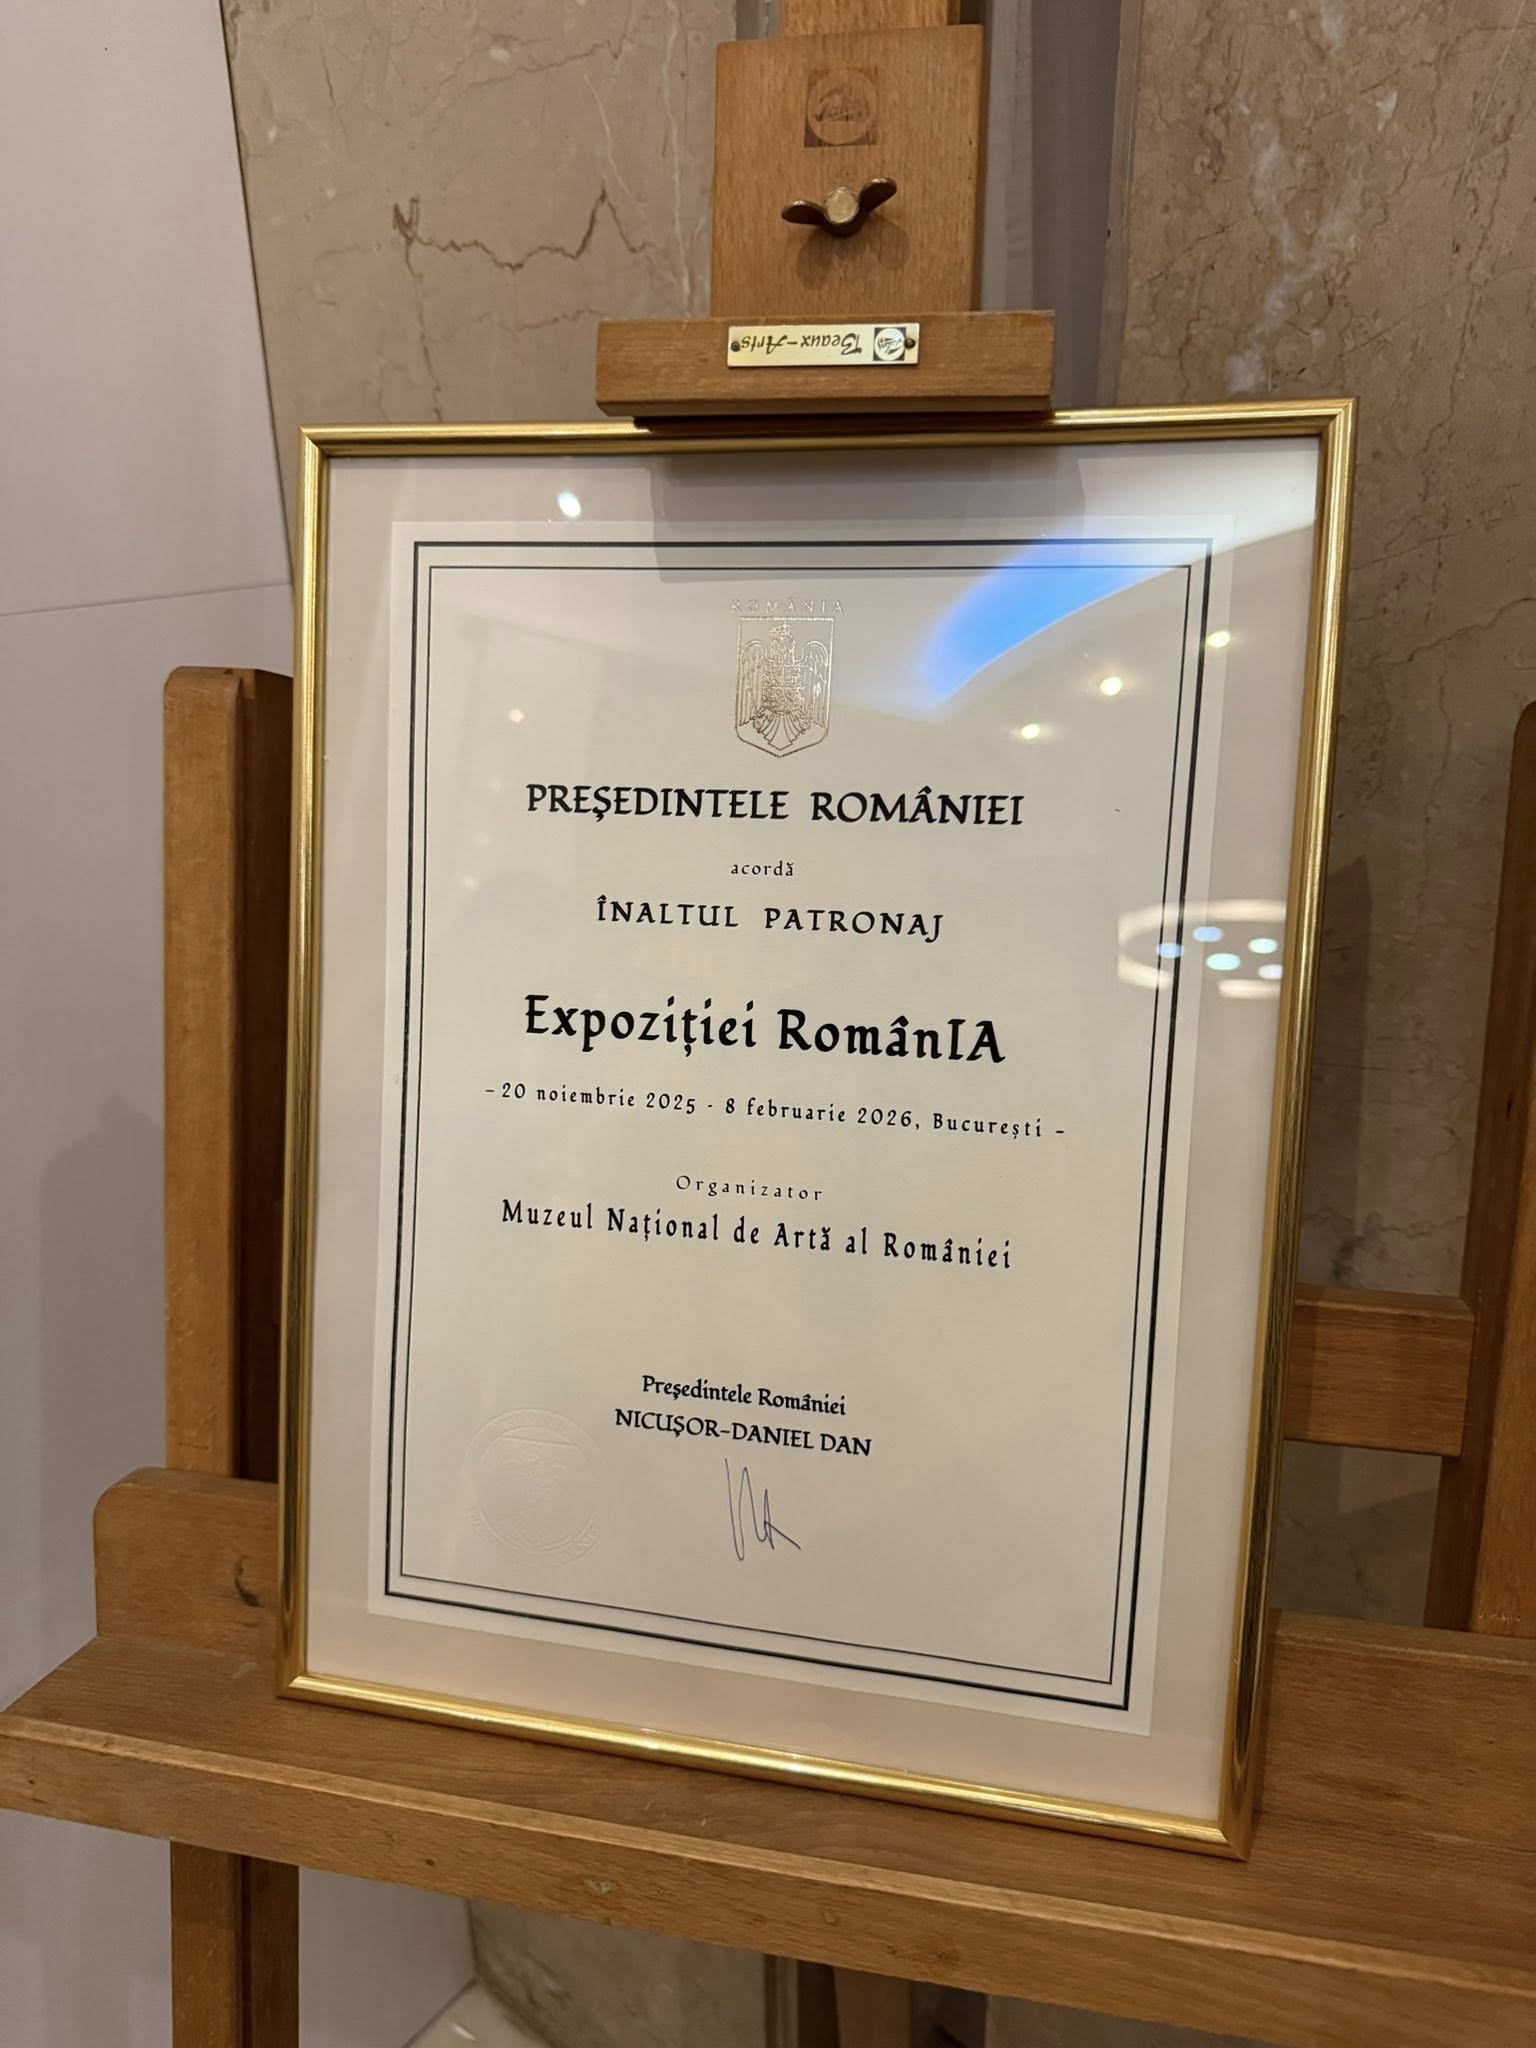 Beaux-Arts
ROMÂNIA
PREŞEDINTELE ROMÂNIEI
acordă
ÎNALTUL PATRONAJ
Expoziţiei RomânIA
– 20 noiembrie 2025 - 8 februarie 2026, Bucureşti –
Organizator
Muzeul Naţional de Artă al României
Preşedintele României
NICUŞOR-DANIEL DAN